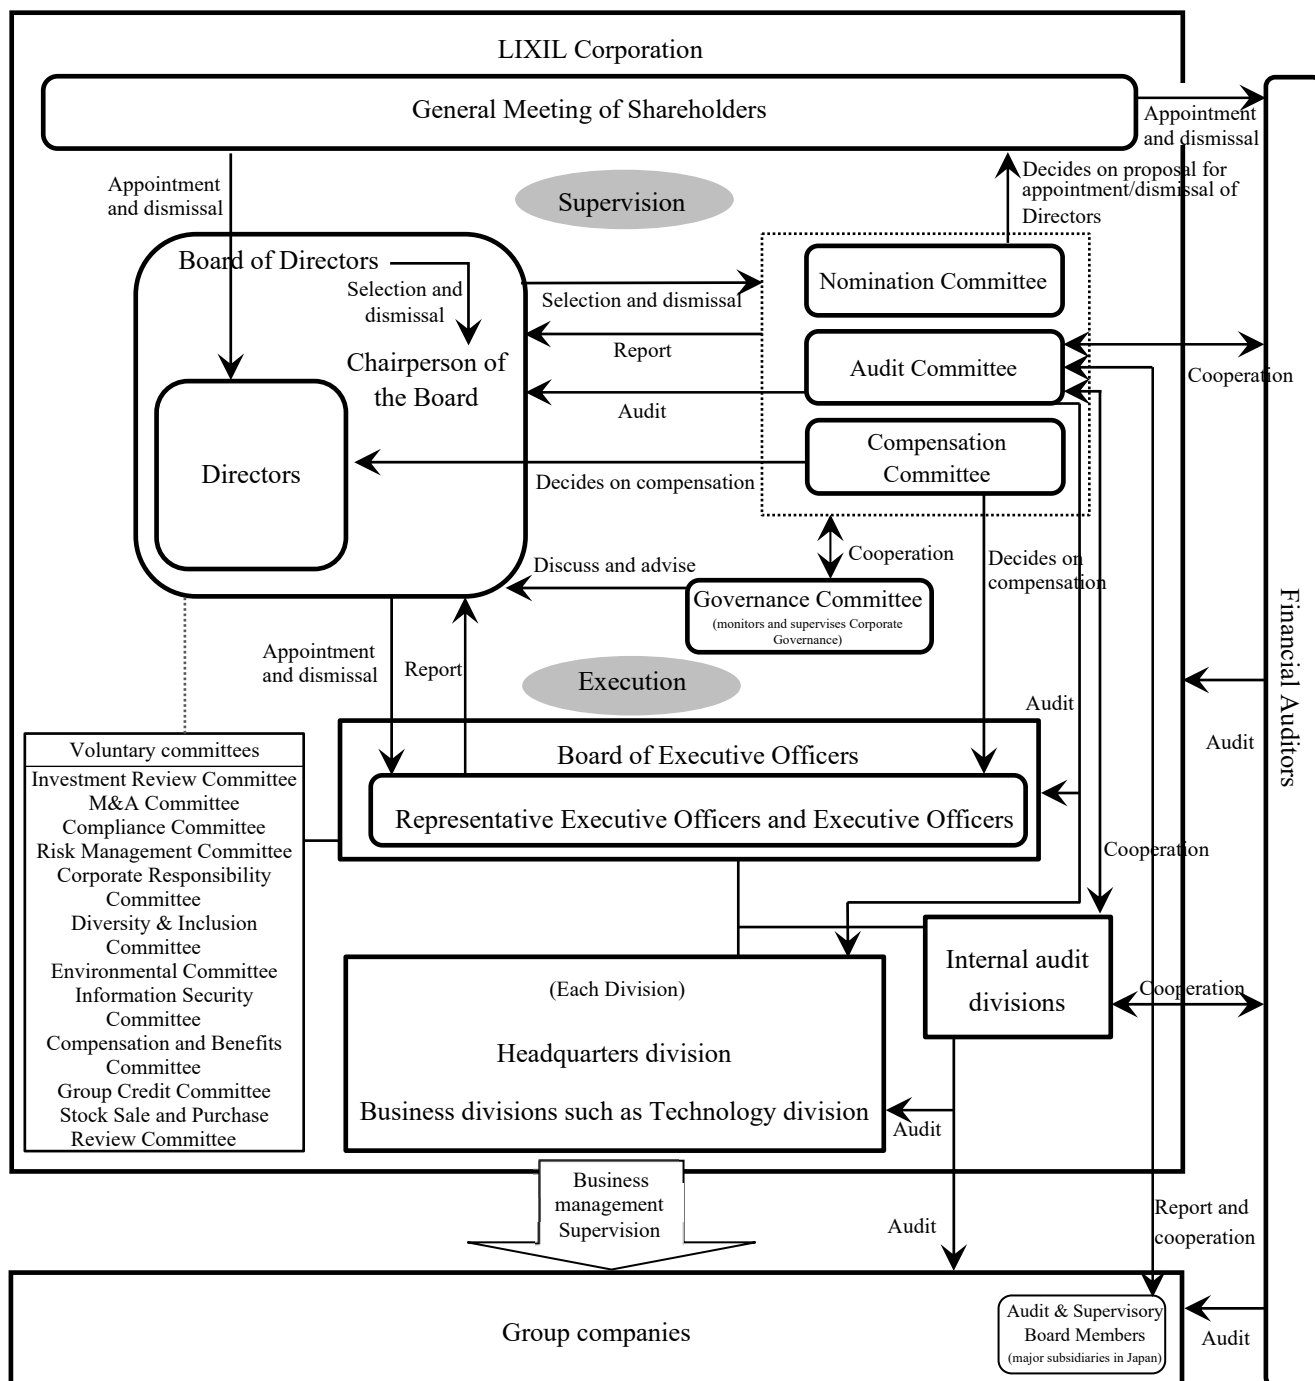 LIXIL Corporation
General Meeting of Shareholders
Appointment
and dismissal
Appointment
and dismissal
Supervision
Decides on proposal for
appointment/dismissal of
Directors
Board of Directors
Selection and
dismissal
Chairperson of
the Board
Directors
Selection and dismissal
Report
Audit
Decides on compensation
Nomination Committee
Audit Committee
Compensation
Committee
Cooperation
Cooperation
Decides on
compensation
Discuss and advise
Governance Committee
(monitors and supervises Corporate
Governance)
Appointment
and dismissal
Report
Execution
Audit
Audit
Financial Auditors
Voluntary committees
Investment Review Committee
M&A Committee
Compliance Committee
Risk Management Committee
Corporate Responsibility
Committee
Diversity & Inclusion
Committee
Environmental Committee
Information Security
Committee
Compensation and Benefits
Committee
Group Credit Committee
Stock Sale and Purchase
Review Committee
Board of Executive Officers
Representative Executive Officers and Executive Officers
Cooperation
Internal audit
divisions
Cooperation
(Each Division)
Headquarters division
Business divisions such as Technology division
Audit
Business
management
Supervision
Audit
Report and
cooperation
Group companies
Audit & Supervisory
Board Members
(major subsidiaries in Japan)
Audit